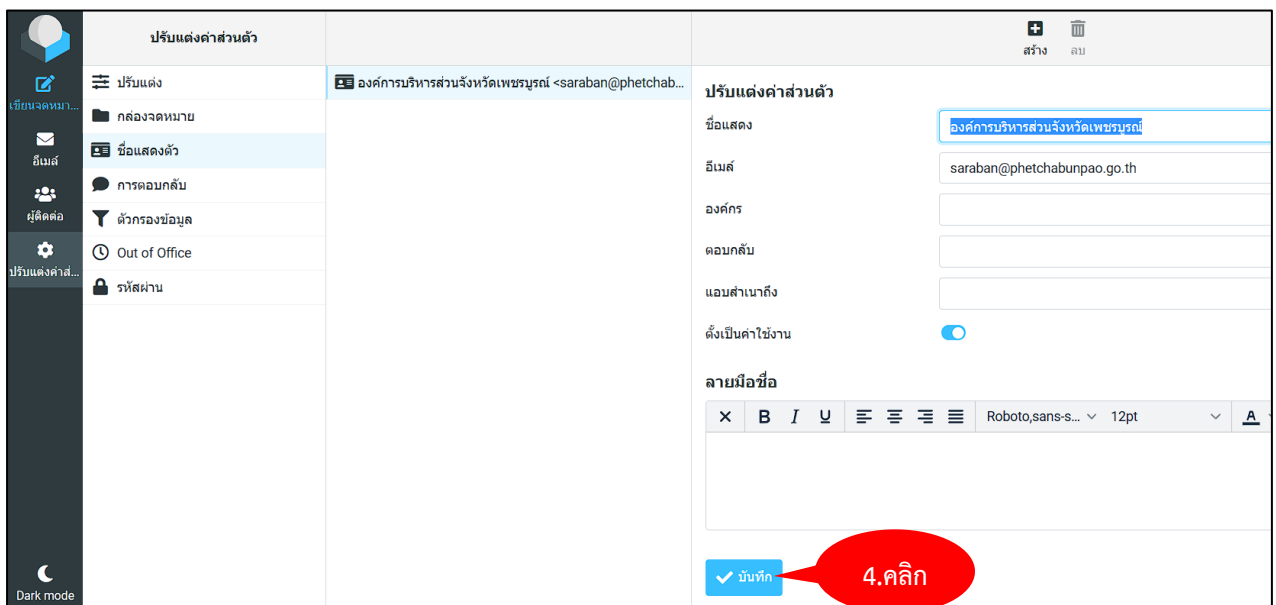 ปรับแต่งค่าส่วนตัว
สร้าง
ลบ
เขียนจดหมา...
อีเมล์
ผู้ติดต่อ
ปรับแต่งค่าส่...
Dark mode
ปรับแต่ง
กล่องจดหมาย
ชื่อแสดงตัว
การตอบกลับ
ตัวกรองข้อมูล
Out of Office
รหัสผ่าน
องค์การบริหารส่วนจังหวัดเพชรบูรณ์ <saraban@phetchab...
ปรับแต่งค่าส่วนตัว
ชื่อแสดง
องค์การบริหารส่วนจังหวัดเพชรบูรณ์
อีเมล์
saraban@phetchabunpao.go.th
องค์กร
ตอบกลับ
แอบสำเนาถึง
ตั้งเป็นค่าใช้งาน
ลายมือชื่อ
B I U Roboto,sans-s... 12pt A
บันทึก
4.คลิก